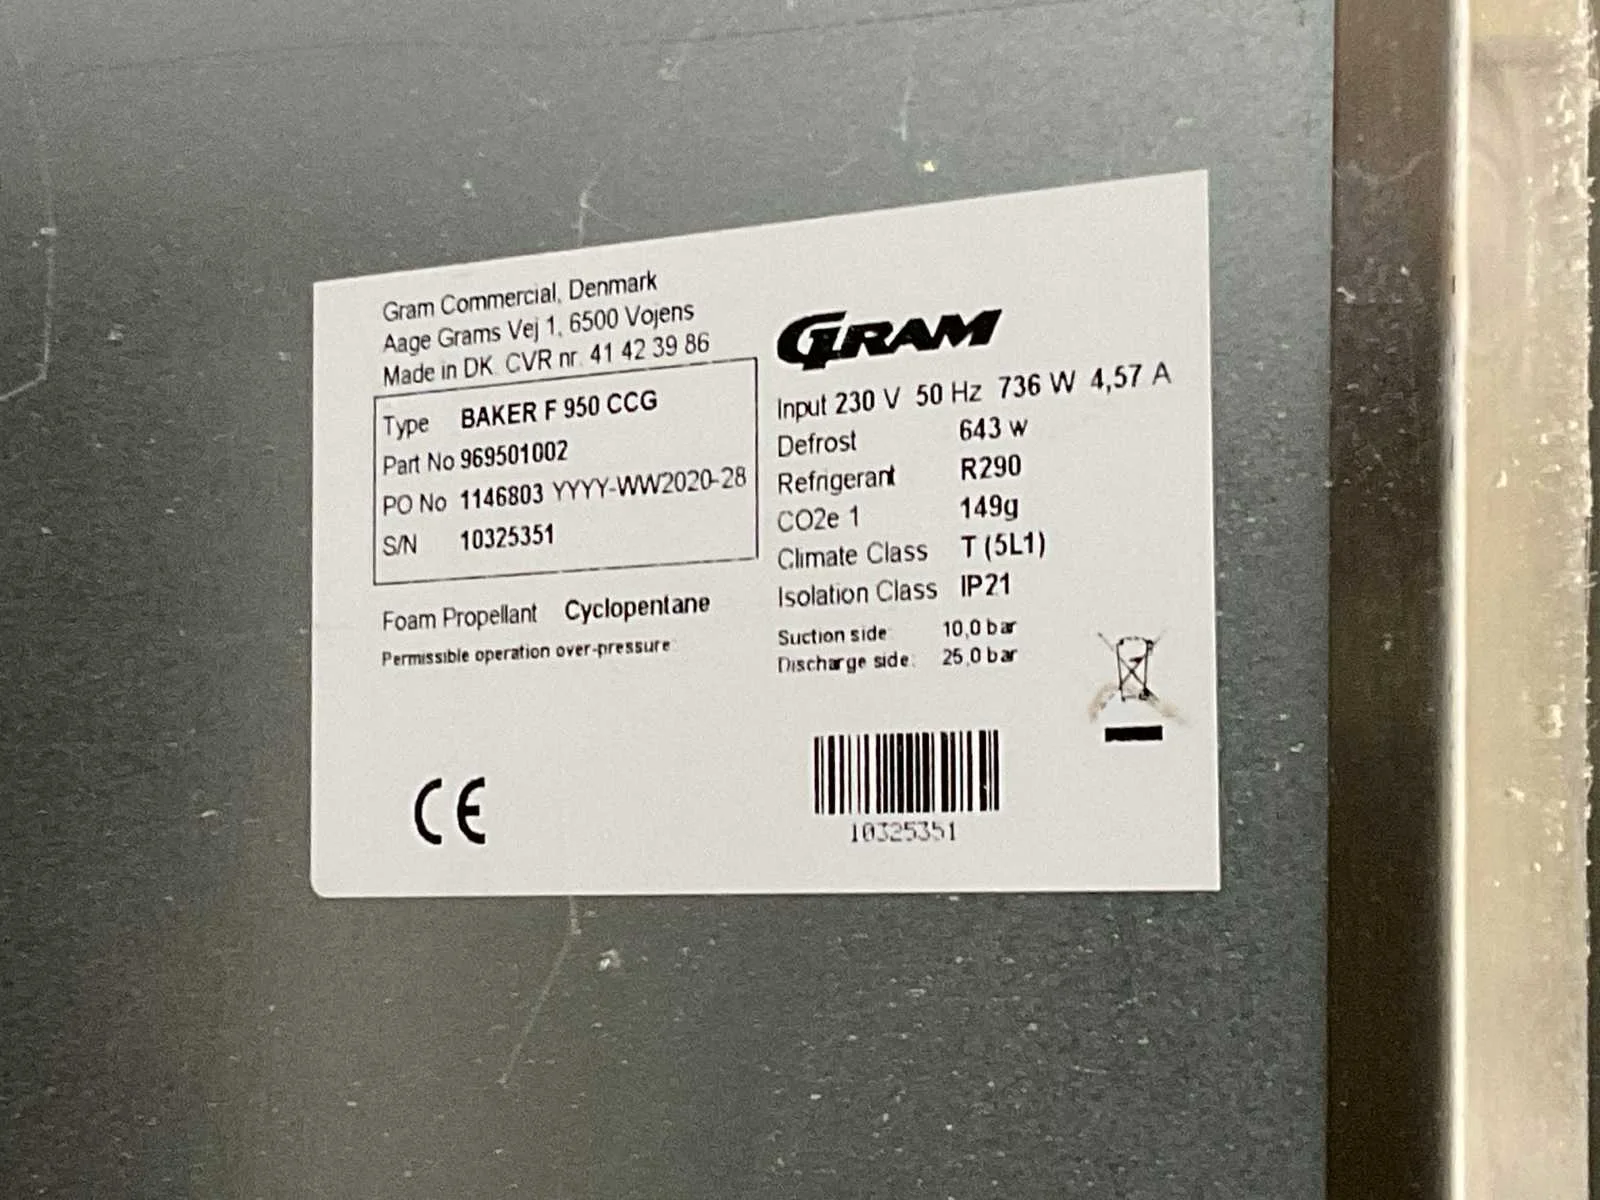 Gram Commercial, Denmark
Aage Grams Vej 1, 6500 Vojens
Made in DK CVR nr. 41 42 39 86
Type BAKER F 950 CCG
Part No 969501002
PO No 1146803 YYYY-WW2020-28
S/N 10325351
Foam Propellant Cyclopentane
Permissible operation over-pressure:
CE
GRAM
Input 230 V 50 Hz 736 W 4,57 A
Defrost 643 W
Refrigerant R290
CO2e 1 149g
Climate Class T (5L1)
Isolation Class IP21
Suction side: 10,0 bar
Discharge side: 25,0 bar
10325351